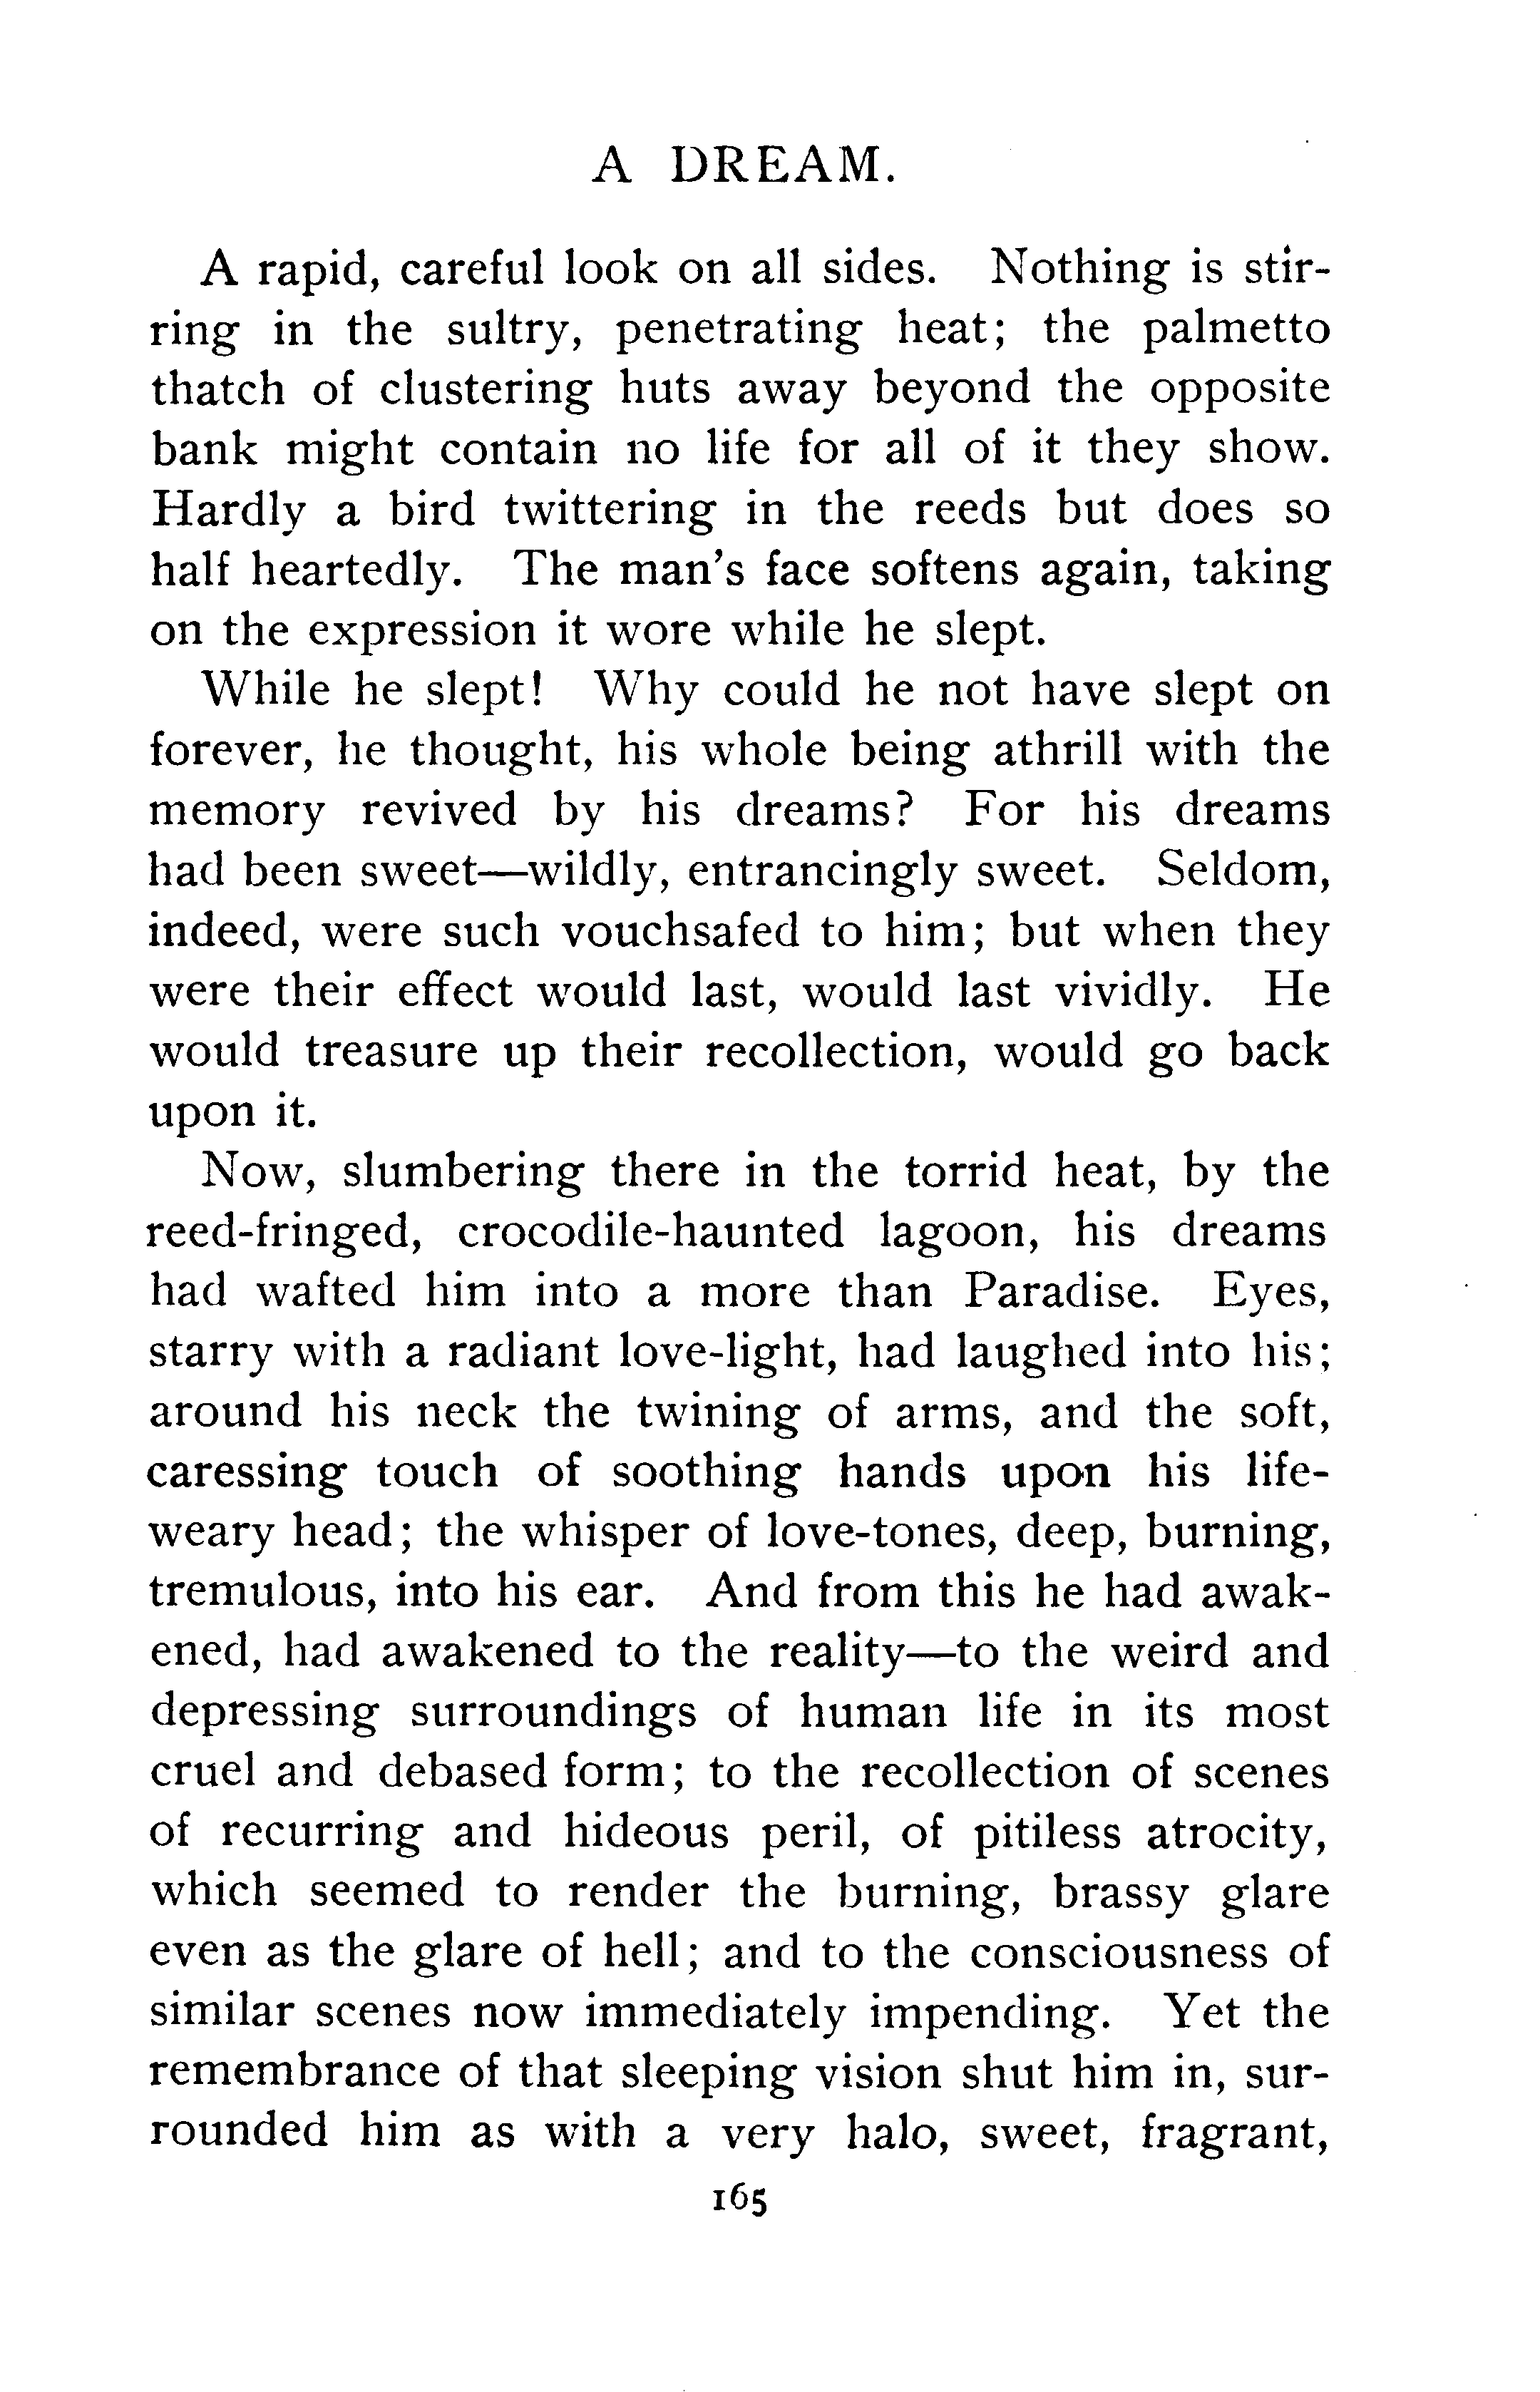 A DREAM.
A rapid, careful look on all sides. Nothing is stir-
ring in the sultry, penetrating heat; the palmetto
thatch of clustering huts away beyond the opposite
bank might contain no life for all of it they show.
Hardly a bird twittering in the reeds but does so
half heartedly. The man's face softens again, taking
on the expression it wore while he slept.
While he slept! Why could he not have slept on
forever, he thought, his whole being athrill with the
memory revived by his dreams? For his dreams
had been sweet—wildly, entrancingly sweet. Seldom,
indeed, were such vouchsafed to him; but when they
were their effect would last, would last vividly. He
would treasure up their recollection, would go back
upon it.
Now, slumbering there in the torrid heat, by the
reed-fringed, crocodile-haunted lagoon, his dreams
had wafted him into a more than Paradise. Eyes,
starry with a radiant love-light, had laughed into his;
around his neck the twining of arms, and the soft,
caressing touch of soothing hands upon his life-
weary head; the whisper of love-tones, deep, burning,
tremulous, into his ear. And from this he had awak-
ened, had awakened to the reality—to the weird and
depressing surroundings of human life in its most
cruel and debased form; to the recollection of scenes
of recurring and hideous peril, of pitiless atrocity,
which seemed to render the burning, brassy glare
even as the glare of hell; and to the consciousness of
similar scenes now immediately impending. Yet the
remembrance of that sleeping vision shut him in, sur-
rounded him as with a very halo, sweet, fragrant,
165